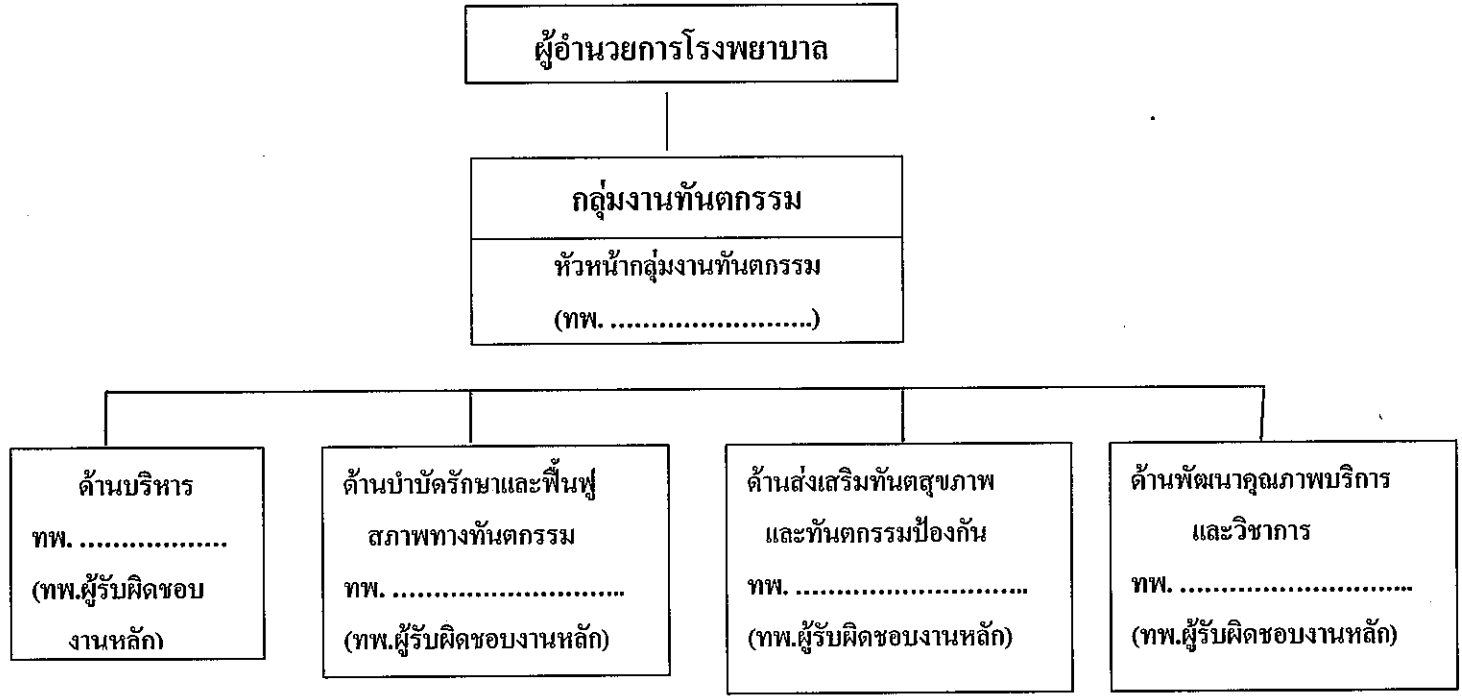 ผู้อำนวยการโรงพยาบาล
กลุ่มงานทันตกรรม
หัวหน้ากลุ่มงานทันตกรรม
(ทพ. ..........................)
ด้านบริหาร
ทพ. ..................
(ทพ.ผู้รับผิดชอบ
งานหลัก)
ด้านบำบัดรักษาและฟื้นฟู
สภาพทางทันตกรรม
ทพ. ............................
(ทพ.ผู้รับผิดชอบงานหลัก)
ด้านส่งเสริมทันตสุขภาพ
และทันตกรรมป้องกัน
ทพ. ............................
(ทพ.ผู้รับผิดชอบงานหลัก)
ด้านพัฒนาคุณภาพบริการ
และวิชาการ
ทพ. ............................
(ทพ.ผู้รับผิดชอบงานหลัก)